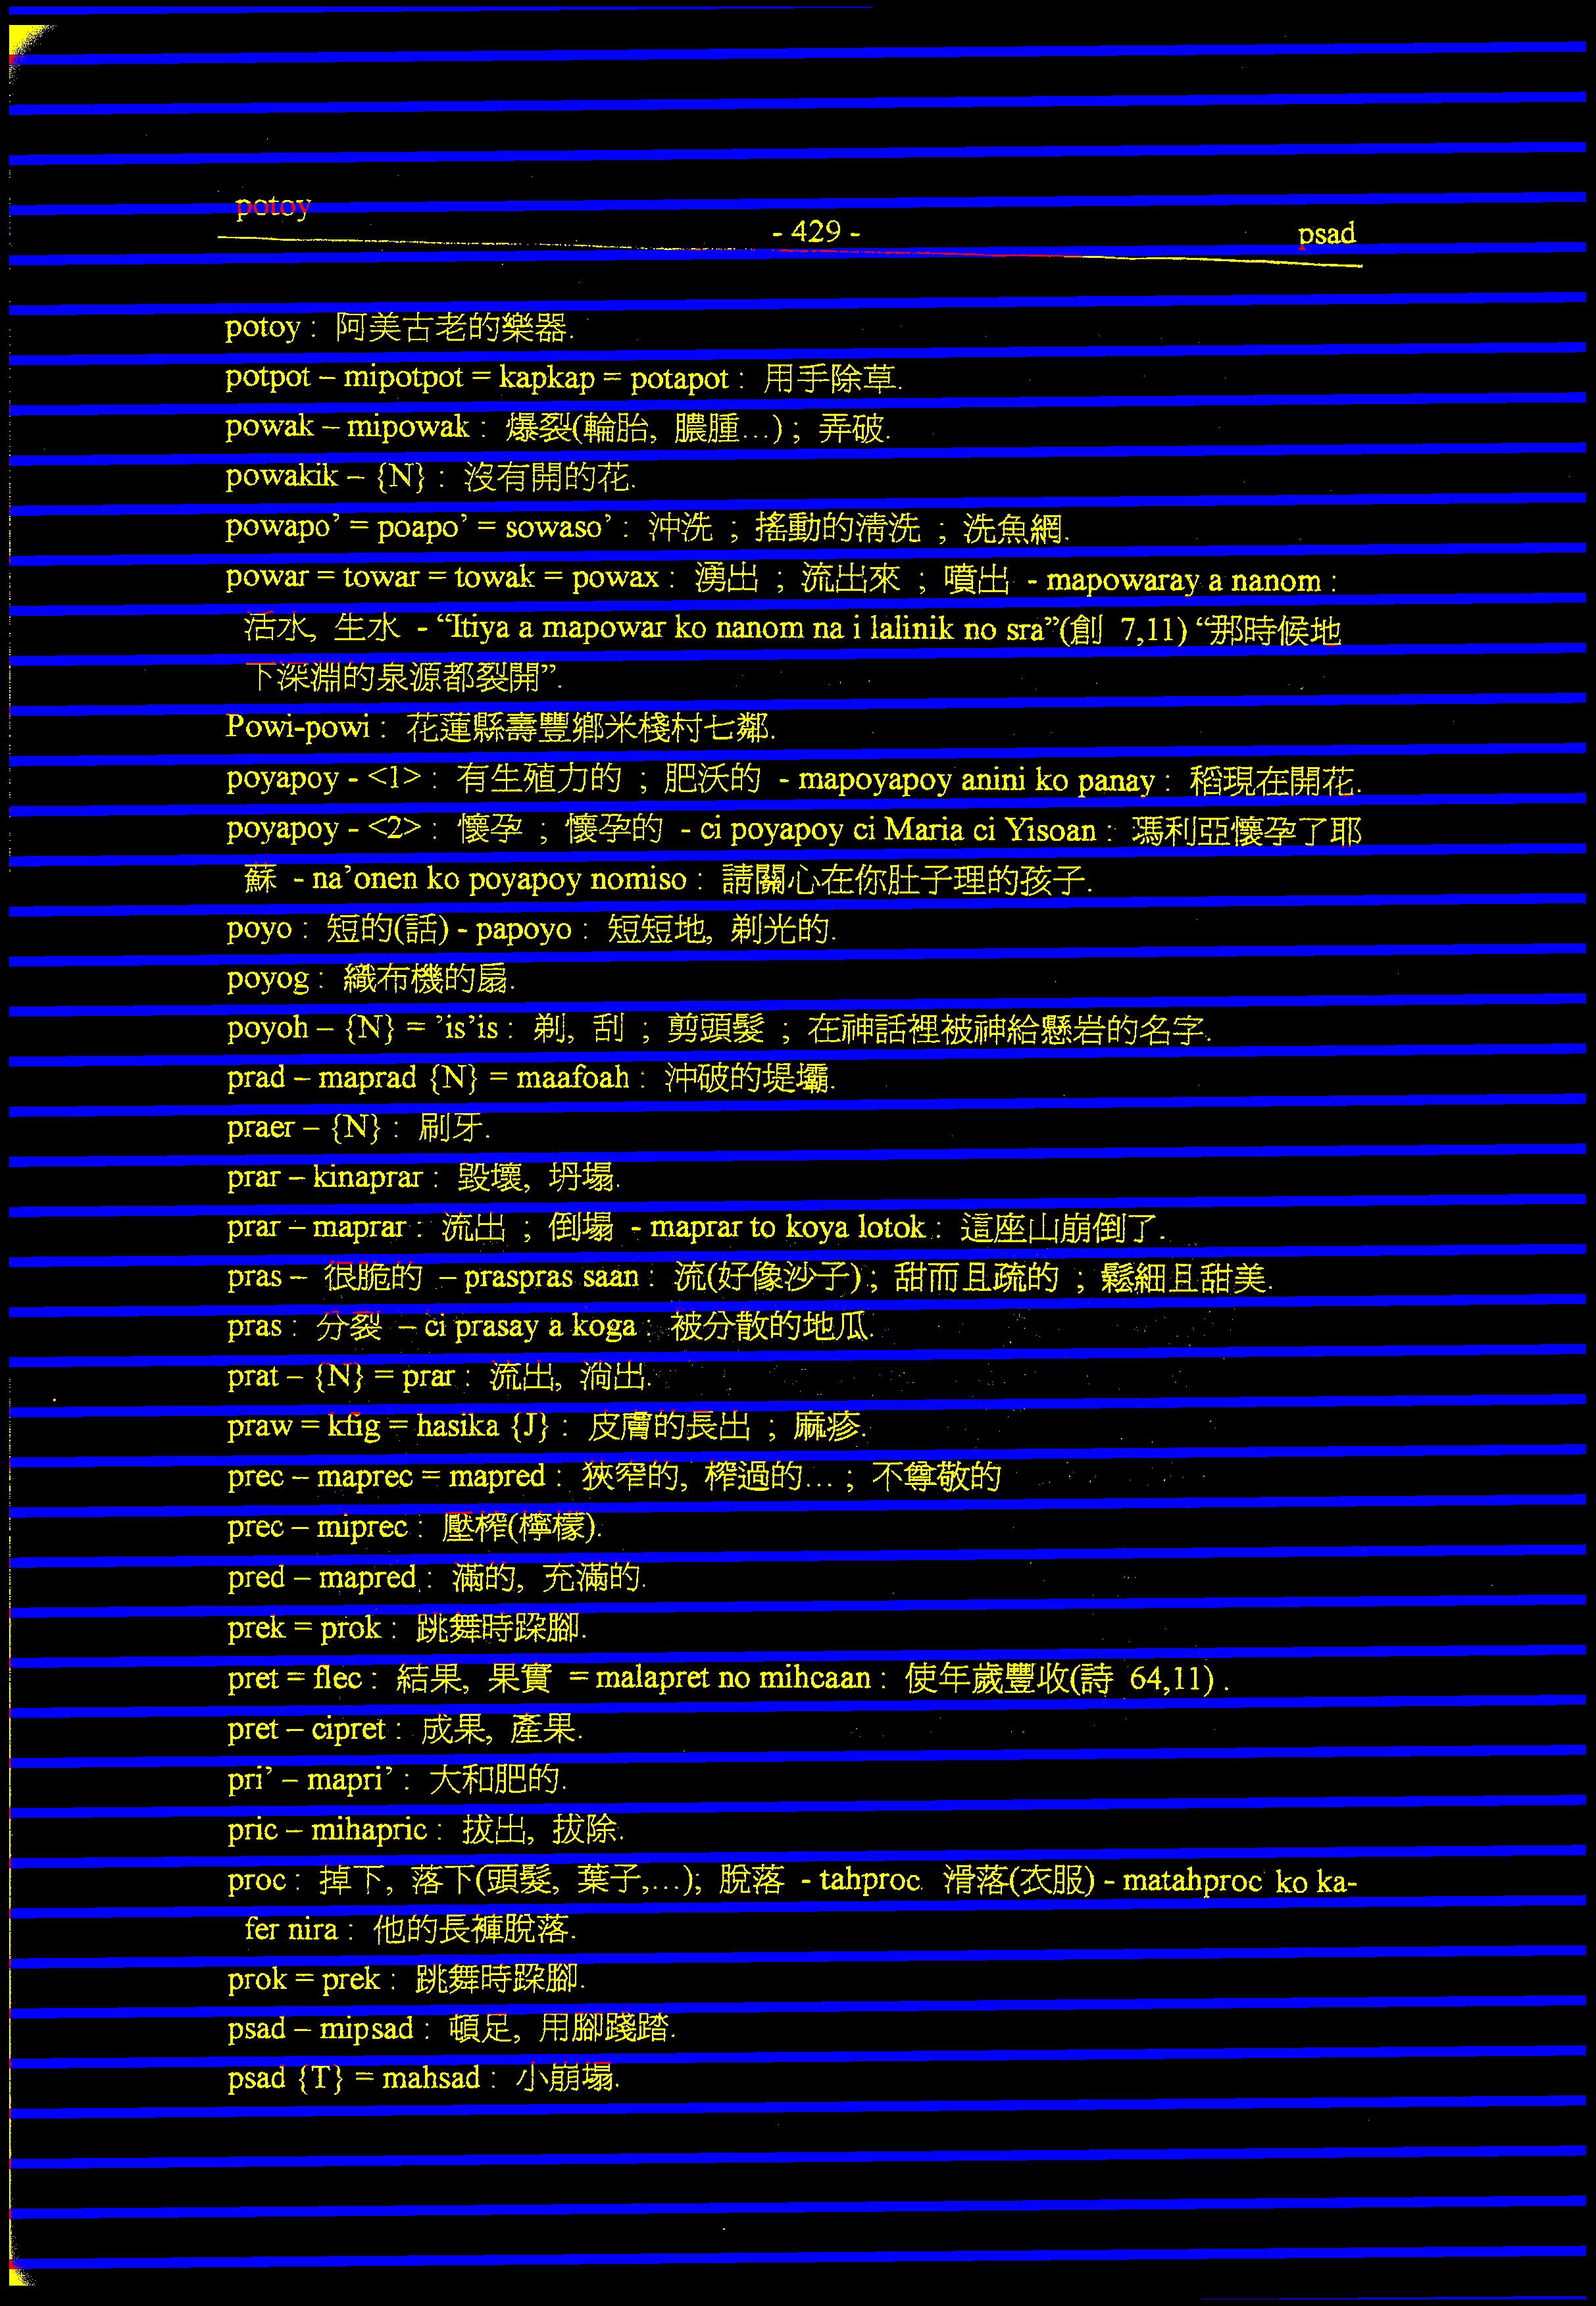 potoy
- 429 -
psad
potoy : 阿美古老的樂器.
potpot – mipotpot = kapkap = potapot : 用手除草.
powak – mipowak : 爆裂(輪胎, 膿腫...) ; 弄破.
powakik – {N} : 沒有開的花.
powapo’ = poapo’ = sowaso’ : 沖洗 ; 搖動的清洗 ; 洗魚網.
powar = towar = towak = powax : 湧出 ; 流出來 ; 噴出 - mapowaray a nanom :
活水, 生水 - “Itiya a mapowar ko nanom na i lalinik no sra”(創 7,11) “那時候地
下深淵的泉源都裂開”.
Powi-powi : 花蓮縣壽豐鄉米棧村七鄰.
poyapoy - <1> : 有生殖力的 ; 肥沃的 - mapoyapoy anini ko panay : 稻現在開花.
poyapoy - <2> : 懷孕 ; 懷孕的 - ci poyapoy ci Maria ci Yisoan : 瑪利亞懷孕了耶
蘇 - na’onen ko poyapoy nomiso : 請關心在你肚子理的孩子.
poyo : 短的(話) - papoyo : 短短地, 剃光的.
poyog : 織布機的扇.
poyoh – {N} = ’is’is : 剃, 刮 ; 剪頭髮 ; 在神話裡被神給懸岩的名字.
prad – maprad {N} = maafoah : 沖破的堤壩.
praer – {N} : 刷牙.
prar – kinaprar : 毀壞, 坍塌.
prar – maprar : 流出 ; 倒塌 - maprar to koya lotok : 這座山崩倒了.
pras – 很脆的 – praspras saan : 流(好像沙子) ; 甜而且疏的 ; 鬆細且甜美.
pras : 分裂 – ci prasay a koga : 被分散的地瓜.
prat – {N} = prar : 流出, 淌出.
praw = kfig = hasika {J} : 皮膚的長出 ; 麻疹.
prec – maprec = mapred : 狹窄的, 榨過的... ; 不尊敬的
prec – miprec : 壓榨(檸檬).
pred – mapred : 滿的, 充滿的.
prek = prok : 跳舞時跺腳.
pret = flec : 結果, 果實 = malapret no mihcaan : 使年歲豐收(詩 64,11) .
pret – cipret : 成果, 產果.
pri’ – mapri’ : 大和肥的.
pric – mihapric : 拔出, 拔除.
proc : 掉下, 落下(頭髮, 葉子,...); 脫落 - tahproc 滑落(衣服) - matahproc ko ka-
fer nira : 他的長褲脫落.
prok = prek : 跳舞時跺腳.
psad – mipsad : 頓足, 用腳踐踏.
psad {T} = mahsad : 小崩塌.